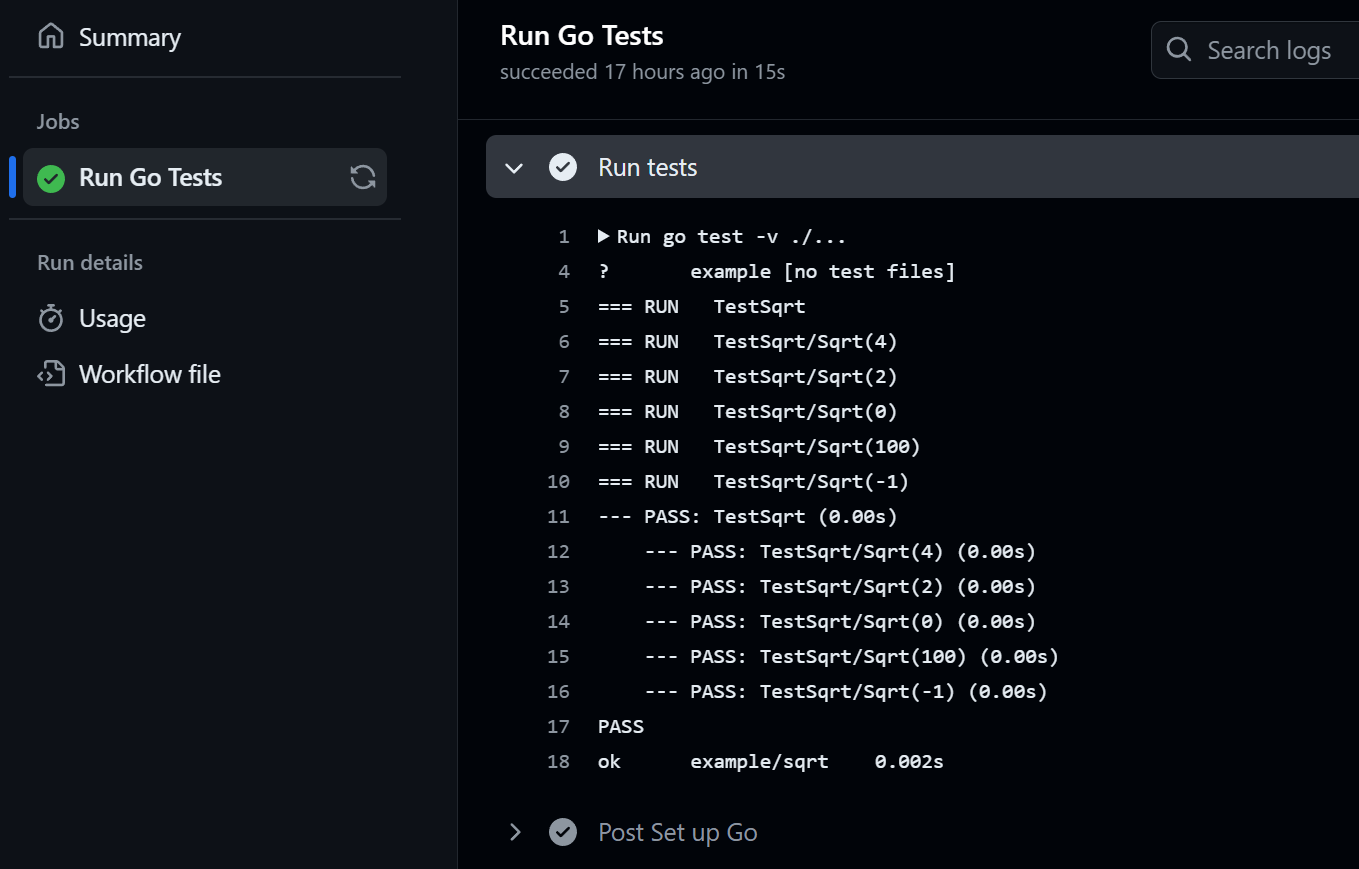 Summary
Jobs
Run Go Tests
Run details
Usage
Workflow file
Run Go Tests
succeeded 17 hours ago in 15s
Search logs
Run tests
1 Run go test -v ./...
4 ?       example [no test files]
5 === RUN   TestSqrt
6 === RUN   TestSqrt/Sqrt(4)
7 === RUN   TestSqrt/Sqrt(2)
8 === RUN   TestSqrt/Sqrt(0)
9 === RUN   TestSqrt/Sqrt(100)
10 === RUN   TestSqrt/Sqrt(-1)
11 --- PASS: TestSqrt (0.00s)
12     --- PASS: TestSqrt/Sqrt(4) (0.00s)
13     --- PASS: TestSqrt/Sqrt(2) (0.00s)
14     --- PASS: TestSqrt/Sqrt(0) (0.00s)
15     --- PASS: TestSqrt/Sqrt(100) (0.00s)
16     --- PASS: TestSqrt/Sqrt(-1) (0.00s)
17 PASS
18 ok      example/sqrt    0.002s
Post Set up Go